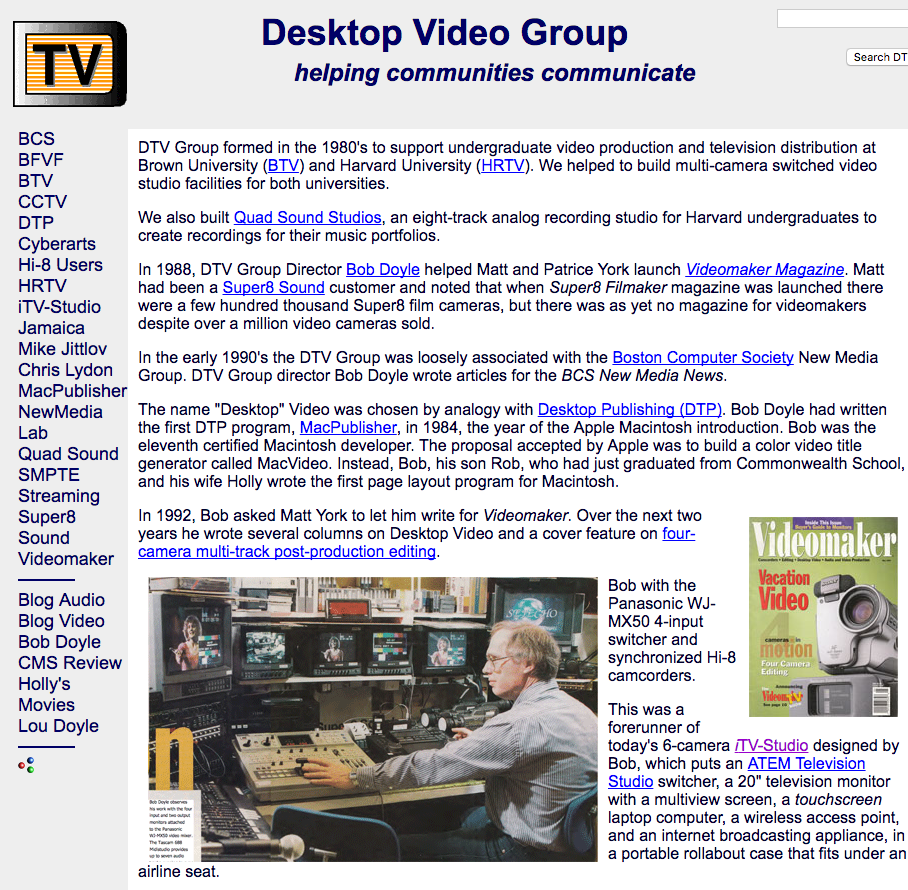 TV
Desktop Video Group
helping communities communicate
Search DT
BCS
BFVF
BTV
CCTV
DTP
Cyberarts
Hi-8 Users
HRTV
iTV-Studio
Jamaica
Mike Jittlov
Chris Lydon
MacPublisher
NewMedia
Lab
Quad Sound
SMPTE
Streaming
Super8
Sound
Videomaker
Blog Audio
Blog Video
Bob Doyle
CMS Review
Holly's
Movies
Lou Doyle
DTV Group formed in the 1980's to support undergraduate video production and television distribution at
Brown University (BTV) and Harvard University (HRTV). We helped to build multi-camera switched video
studio facilities for both universities.
We also built Quad Sound Studios, an eight-track analog recording studio for Harvard undergraduates to
create recordings for their music portfolios.
In 1988, DTV Group Director Bob Doyle helped Matt and Patrice York launch Videomaker Magazine. Matt
had been a Super8 Sound customer and noted that when Super8 Filmaker magazine was launched there
were a few hundred thousand Super8 film cameras, but there was as yet no magazine for videomakers
despite over a million video cameras sold.
In the early 1990's the DTV Group was loosely associated with the Boston Computer Society New Media
Group. DTV Group director Bob Doyle wrote articles for the BCS New Media News.
The name "Desktop" Video was chosen by analogy with Desktop Publishing (DTP). Bob Doyle had written
the first DTP program, MacPublisher, in 1984, the year of the Apple Macintosh introduction. Bob was the
eleventh certified Macintosh developer. The proposal accepted by Apple was to build a color video title
generator called MacVideo. Instead, Bob, his son Rob, who had just graduated from Commonwealth School,
and his wife Holly wrote the first page layout program for Macintosh.
In 1992, Bob asked Matt York to let him write for Videomaker. Over the next two
years he wrote several columns on Desktop Video and a cover feature on four-
camera multi-track post-production editing.
Inside This Issue
Buyer's Guide to Monitors
Videomaker
Vacation
Video
4
cameras in
motion
Four Camera
Editing
Announcing
The
See page
SONY
Bob with the
Panasonic WJ-
MX50 4-input
switcher and
synchronized Hi-8
camcorders.
This was a
forerunner of
today's 6-camera iTV-Studio designed by
Bob, which puts an ATEM Television
Studio switcher, a 20" television monitor
with a multiview screen, a touchscreen
laptop computer, a wireless access point,
and an internet broadcasting appliance, in
a portable rollabout case that fits under an
airline seat.
n
Bob Doyle observes
his work with the four
input and two output
monitors attached
to the Panasonic
WJ-MX50 video mixer.
The Tascam 688
Midistudio provides
up to seven audio